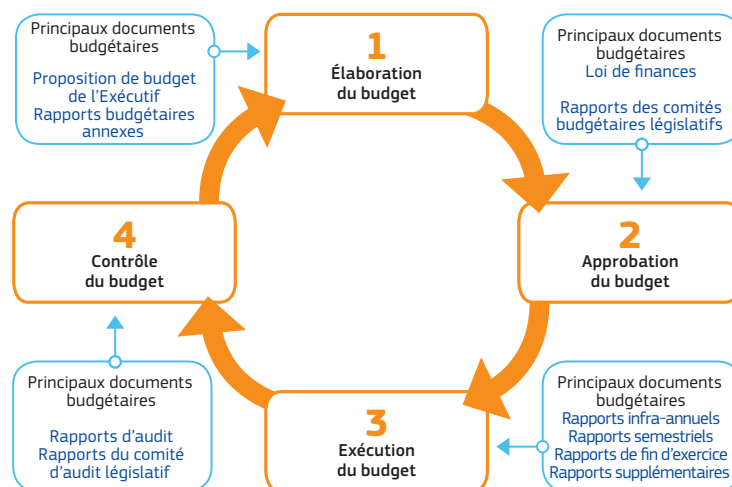 Principaux documents
budgétaires
Proposition de budget
de l'Exécutif
Rapports budgétaires
annexes
1
Élaboration
du budget
Principaux documents
budgétaires
Loi de finances
Rapports des comités
budgétaires législatifs
4
Contrôle
du budget
2
Approbation
du budget
Principaux documents
budgétaires
Rapports d'audit
Rapports du comité
d'audit législatif
3
Exécution
du budget
Principaux documents
budgétaires
Rapports infra-annuels
Rapports semestriels
Rapports de fin d'exercice
Rapports supplémentaires